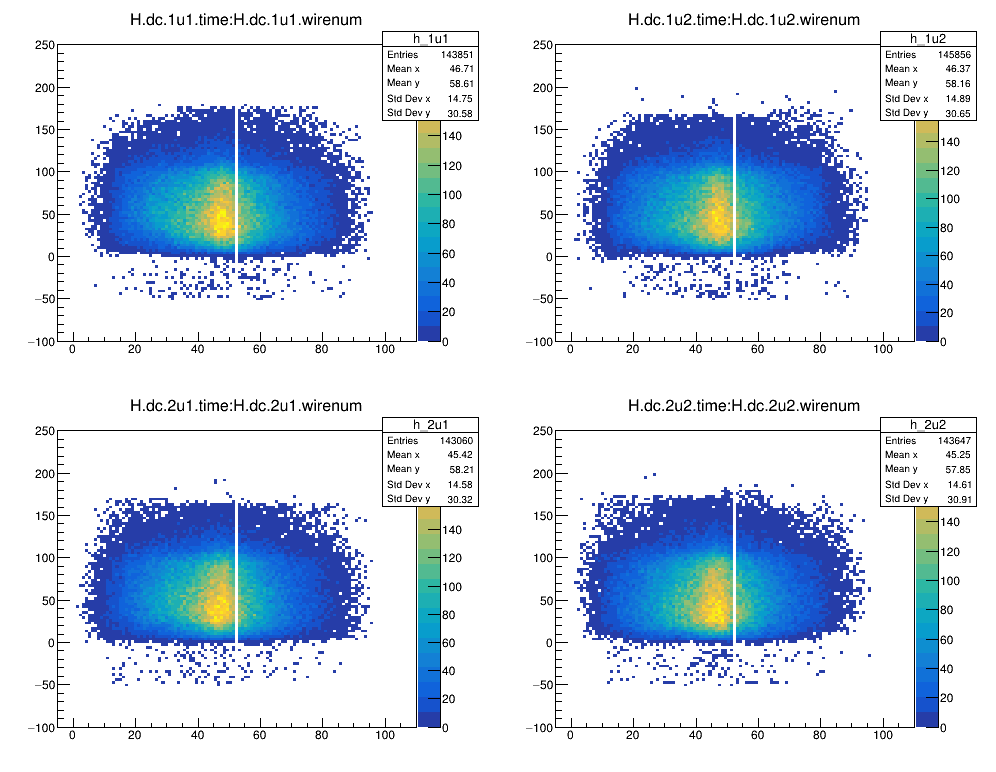 H.dc.1u1.time:H.dc.1u1.wirenum
h_1u1
Entries 143851
Mean x 46.71
Mean y 58.61
Std Dev x 14.75
Std Dev y 30.58
250
200
150
100
50
0
−50
−100
0 20 40 60 80 100
140
120
100
80
60
40
20
0
H.dc.1u2.time:H.dc.1u2.wirenum
h_1u2
Entries 145856
Mean x 46.37
Mean y 58.16
Std Dev x 14.89
Std Dev y 30.65
250
200
150
100
50
0
−50
−100
0 20 40 60 80 100
140
120
100
80
60
40
20
0
H.dc.2u1.time:H.dc.2u1.wirenum
h_2u1
Entries 143060
Mean x 45.42
Mean y 58.21
Std Dev x 14.58
Std Dev y 30.32
250
200
150
100
50
0
−50
−100
0 20 40 60 80 100
140
120
100
80
60
40
20
0
H.dc.2u2.time:H.dc.2u2.wirenum
h_2u2
Entries 143647
Mean x 45.25
Mean y 57.85
Std Dev x 14.61
Std Dev y 30.91
250
200
150
100
50
0
−50
−100
0 20 40 60 80 100
140
120
100
80
60
40
20
0